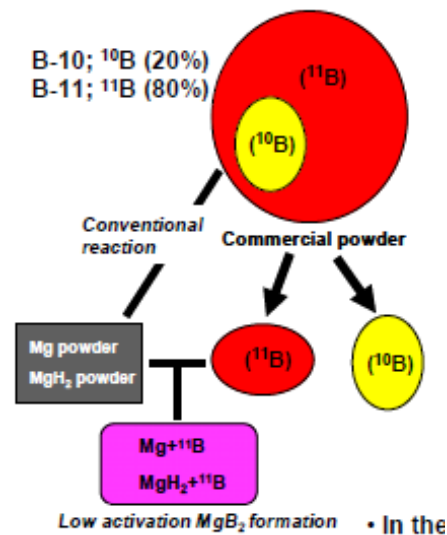 B-10; ¹⁰B (20%)
B-11; ¹¹B (80%)
(¹¹B)
(¹⁰B)
Conventional
reaction
Commercial powder
Mg powder
MgH₂ powder
(¹¹B)
(¹⁰B)
Mg+¹¹B
MgH₂+¹¹B
Low activation MgB₂ formation
• In the